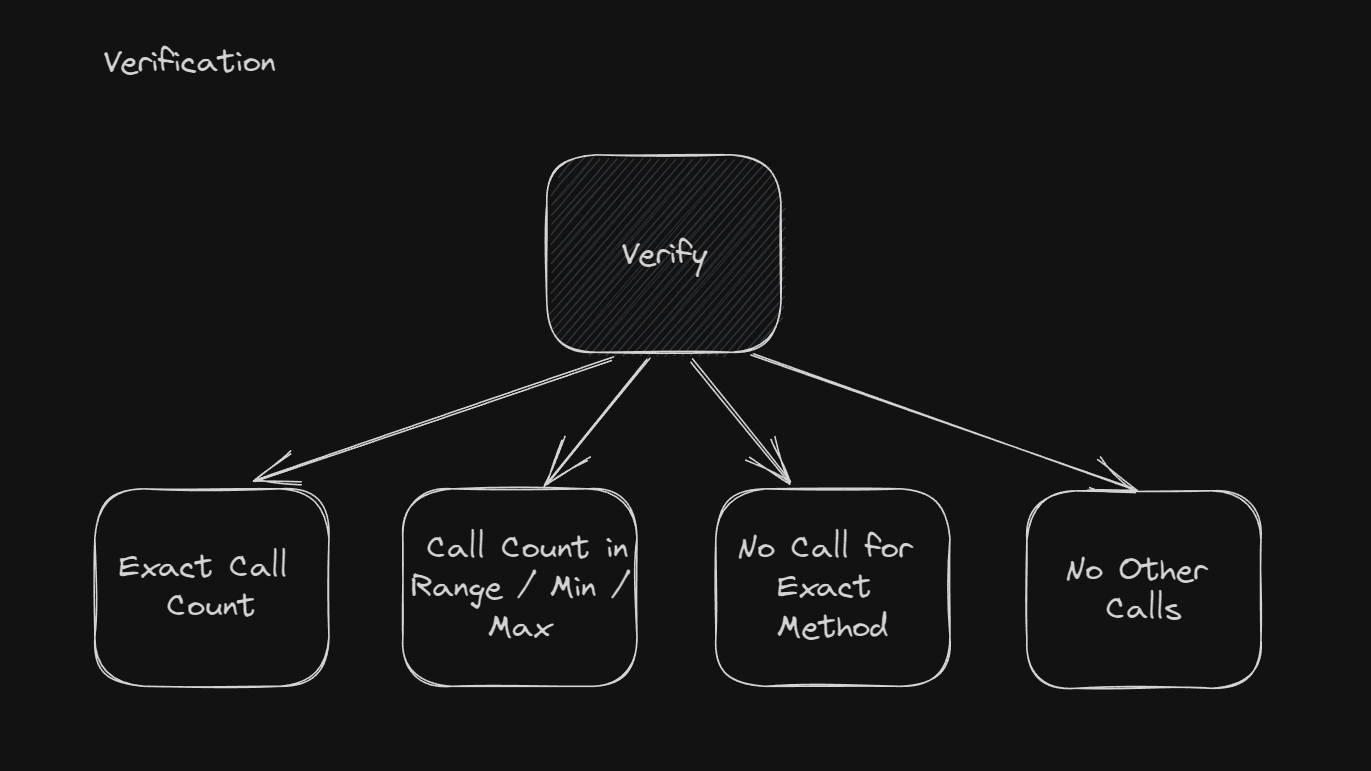 Verification
Verify
Exact Call
Count
Call Count in
Range / Min /
Max
No Call for
Exact
Method
No Other
Calls